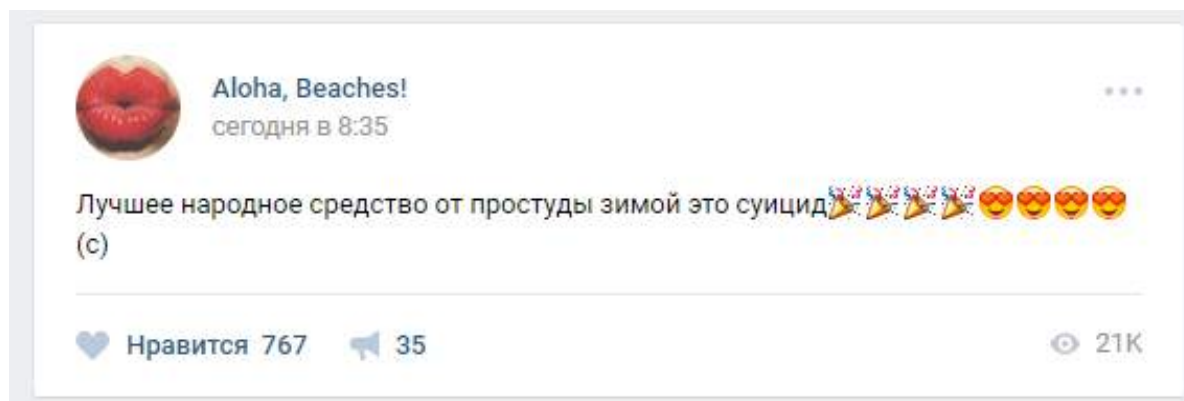 Aloha, Beaches!
сегодня в 8:35
Лучшее народное средство от простуды зимой это суицид🎉🎉🎉🎉😍😍😍😍
(c)
Нравится 767 35 21K